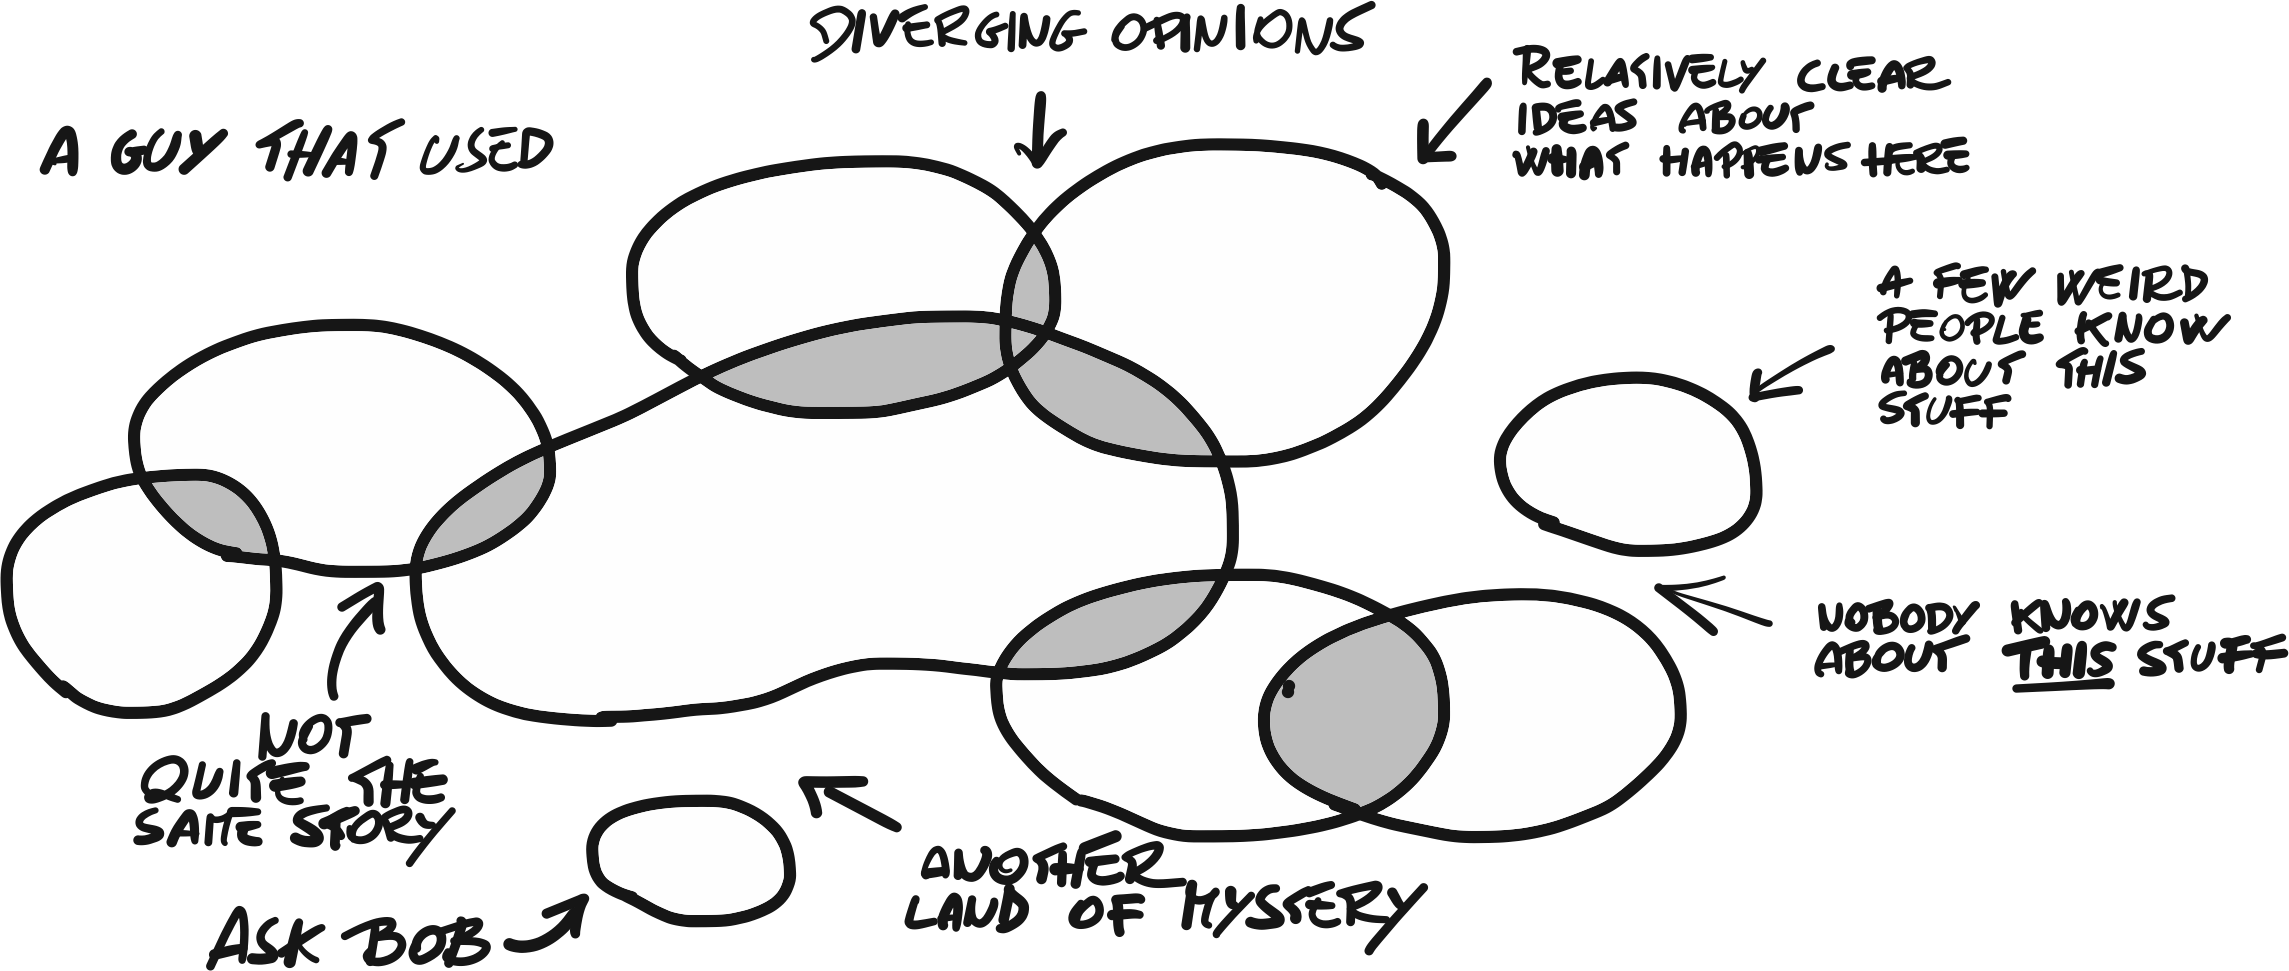 DIVERGING OPINIONS
RELATIVELY CLEAR
IDEAS ABOUT
WHAT HAPPENS HERE
A GUY THAT USED
A FEW WEIRD
PEOPLE KNOW
ABOUT THIS
STUFF
NOBODY KNOWS
ABOUT THIS STUFF
NOT
QUITE THE
SAME STORY
ANOTHER
LAND OF MYSTERY
ASK BOB